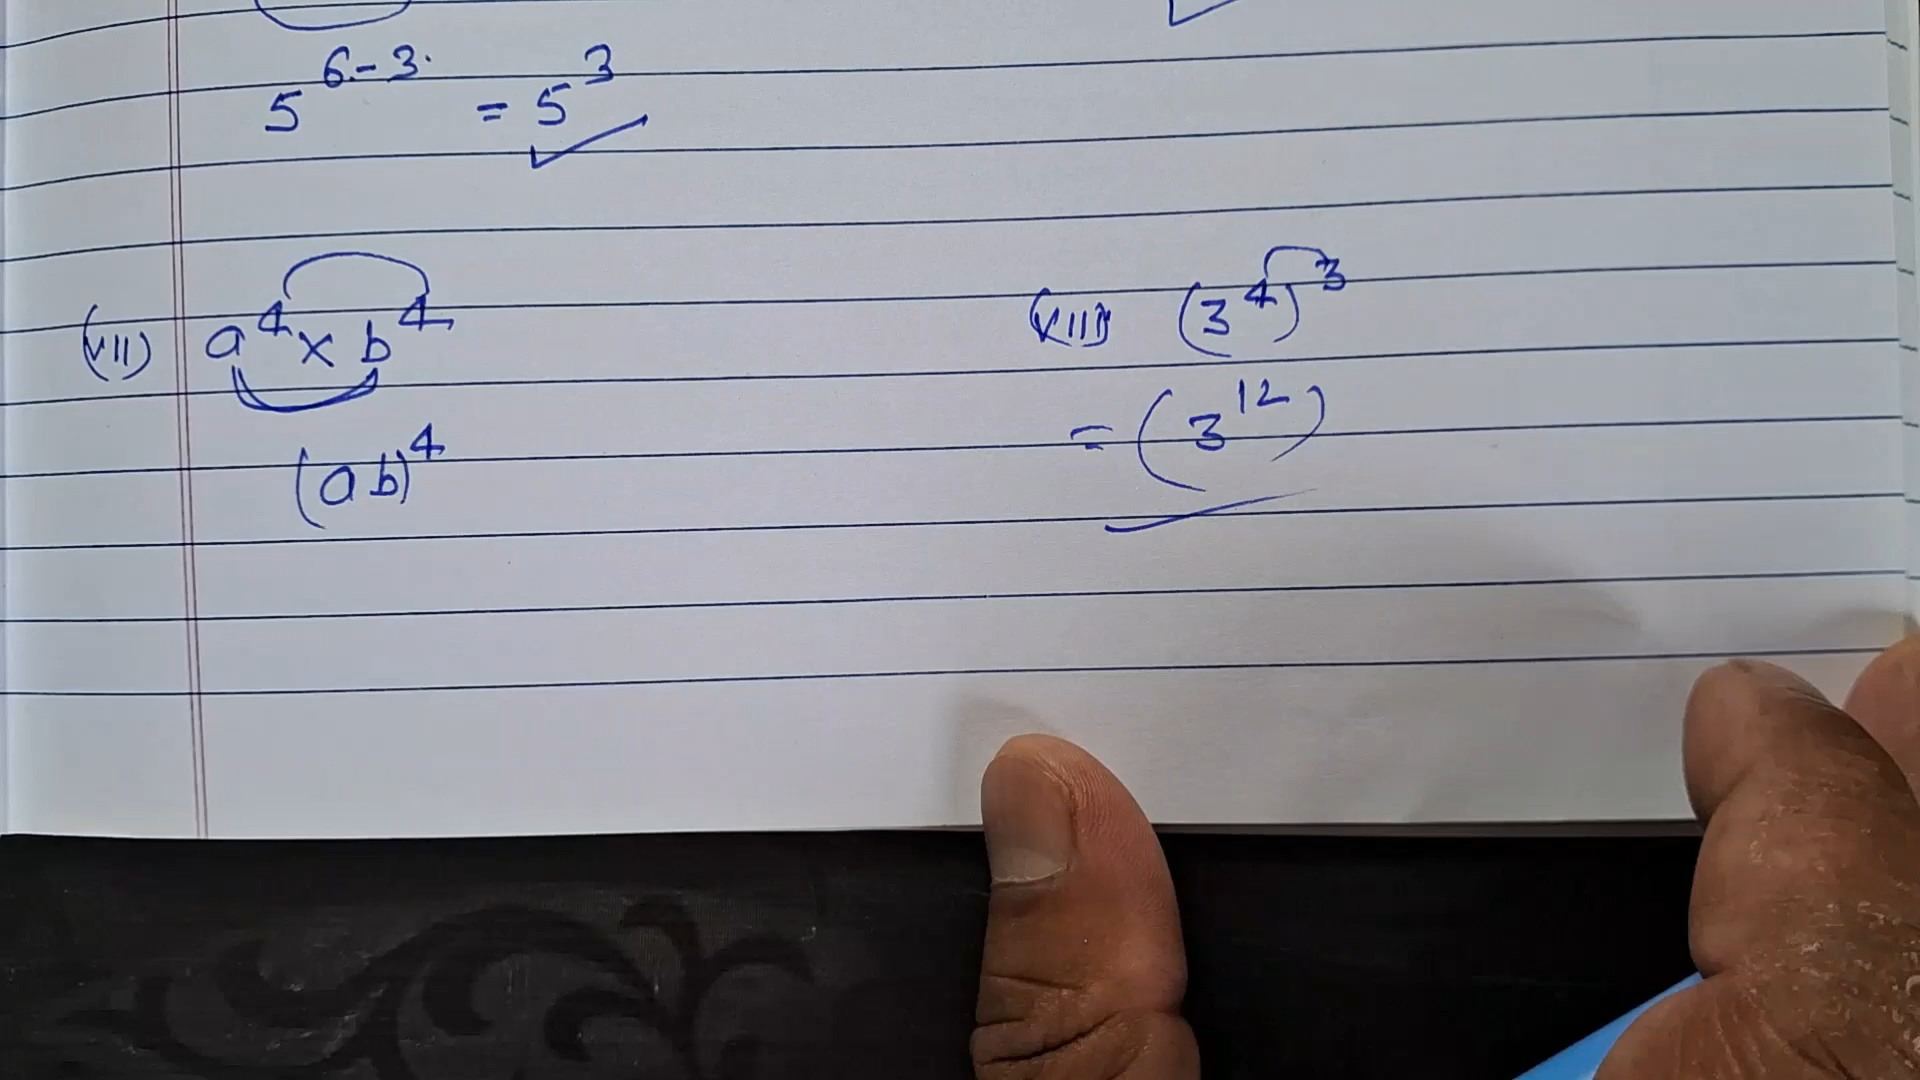 5^{6-3} = 5^3
(VII) a^4 × b^4
(ab)^4
(VIII) (3^4)^3
= (3^{12})